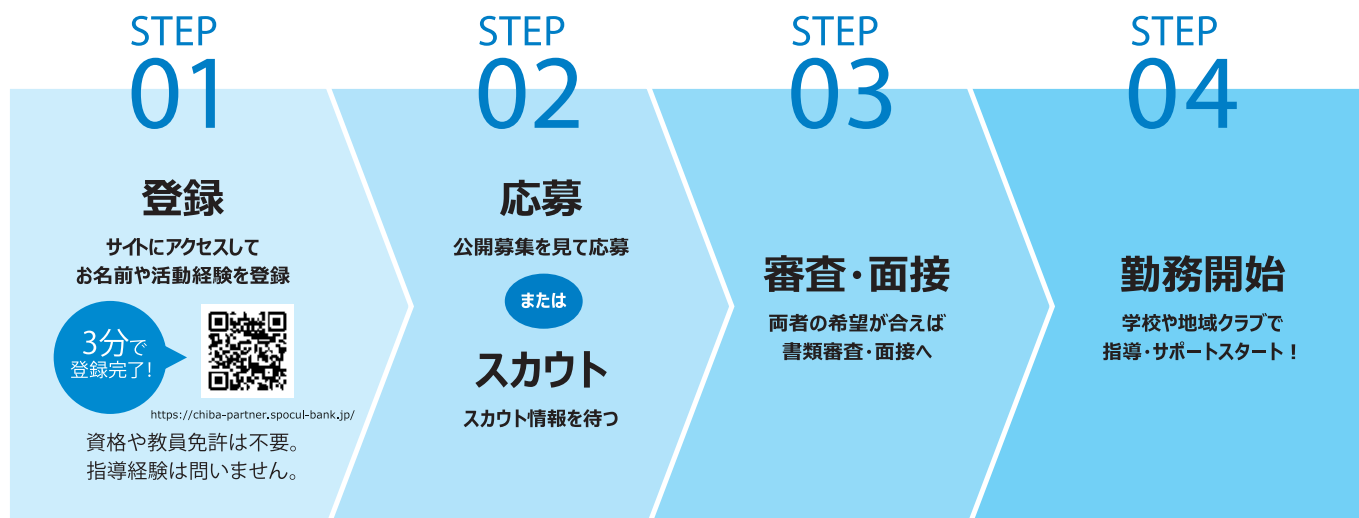 STEP
01
登録
サイトにアクセスして
お名前や活動経験を登録
3分で
登録完了!
https://chiba-partner.spocul-bank.jp/
資格や教員免許は不要。
指導経験は問いません。
STEP
02
応募
公開募集を見て応募
または
スカウト
スカウト情報を待つ
STEP
03
審査・面接
両者の希望が合えば
書類審査・面接へ
STEP
04
勤務開始
学校や地域クラブで
指導・サポートスタート!